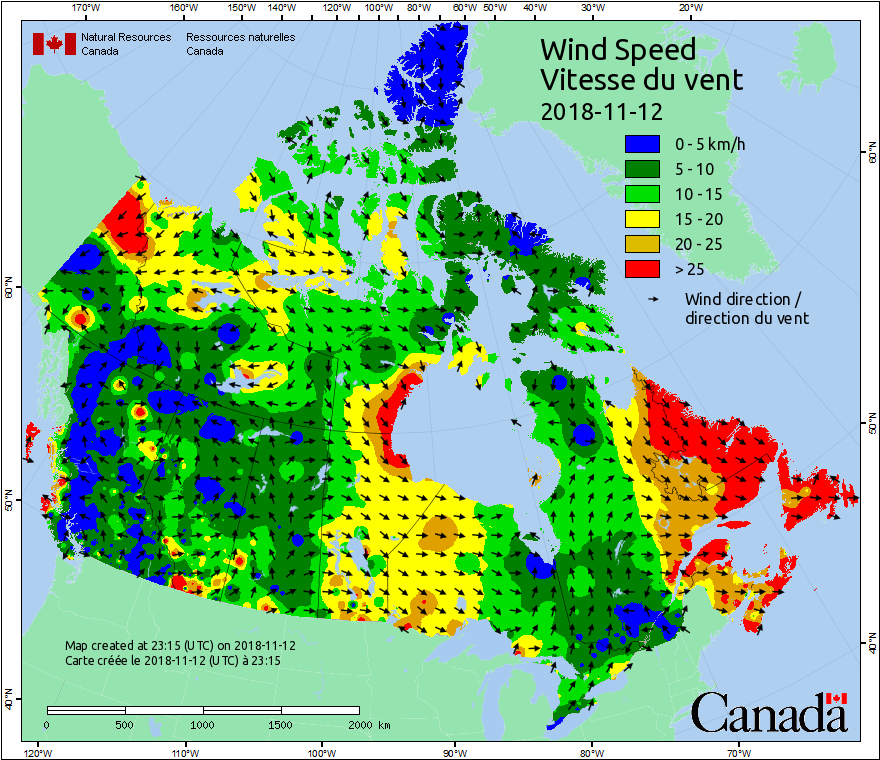 170°W 160°W 150°W 140°W 130°W 120°W 110°W 100°W 80°W 60°W 50°W 40°W 30°W 20°W
Natural Resources Ressources naturelles
Canada Canada
Wind Speed
Vitesse du vent
2018-11-12
0 - 5 km/h
5 - 10
10 - 15
15 - 20
20 - 25
> 25
Wind direction /
direction du vent
60°N
50°N
40°N
60°N
50°N
40°N
Map created at 23:15 (UTC) on 2018-11-12
Carte créée le 2018-11-12 (UTC) à 23:15
0 500 1000 1500 2000 km
Canada
120°W 110°W 100°W 90°W 80°W 70°W